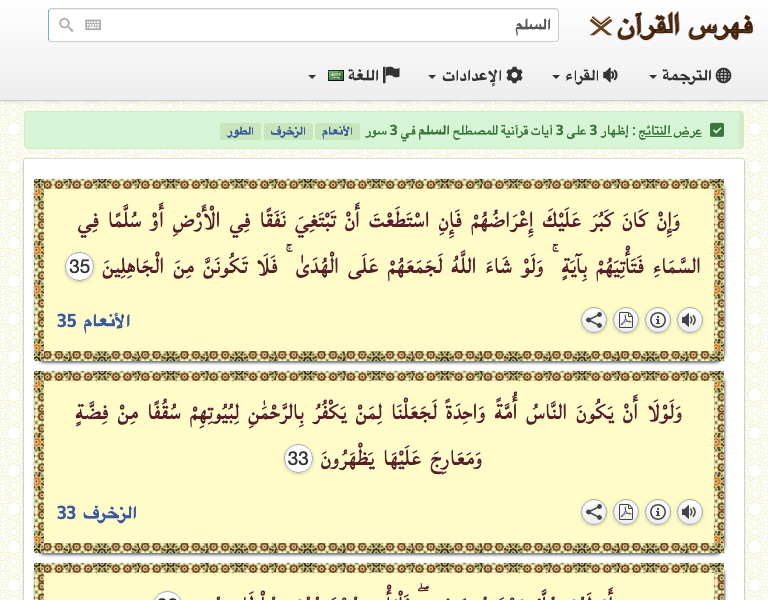 فهرس القرآن
السلم
الترجمة القراء الإعدادات اللغة
عرض النتائج : إظهار 3 على 3 آيات قرآنية للمصطلح السلم في 3 سور الأنعام الزخرف الطور
وَإِنْ كَانَ كَبُرَ عَلَيْكَ إِعْرَاضُهُمْ فَإِنِ اسْتَطَعْتَ أَنْ تَبْتَغِيَ نَفَقًا فِي الْأَرْضِ أَوْ سُلَّمًا فِي
السَّمَاءِ فَتَأْتِيَهُمْ بِآيَةٍ ۚ وَلَوْ شَاءَ اللَّهُ لَجَمَعَهُمْ عَلَى الْهُدَىٰ ۚ فَلَا تَكُونَنَّ مِنَ الْجَاهِلِينَ 35
الأنعام 35
وَلَوْلَا أَنْ يَكُونَ النَّاسُ أُمَّةً وَاحِدَةً لَجَعَلْنَا لِمَنْ يَكْفُرُ بِالرَّحْمَٰنِ لِبُيُوتِهِمْ سُقُفًا مِنْ فِضَّةٍ
وَمَعَارِجَ عَلَيْهَا يَظْهَرُونَ 33
الزخرف 33